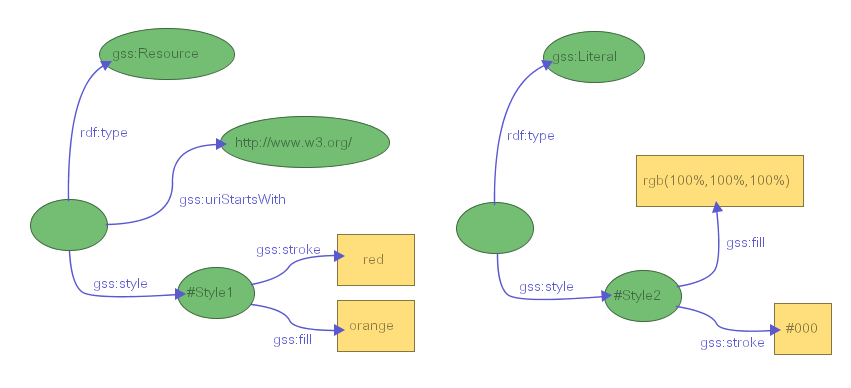 gss:Resource
rdf:type
http://www.w3.org/
gss:uriStartsWith
gss:style
#Style1
gss:stroke
red
gss:fill
orange
gss:Literal
rdf:type
rgb(100%,100%,100%)
gss:fill
gss:style
#Style2
gss:stroke
#000